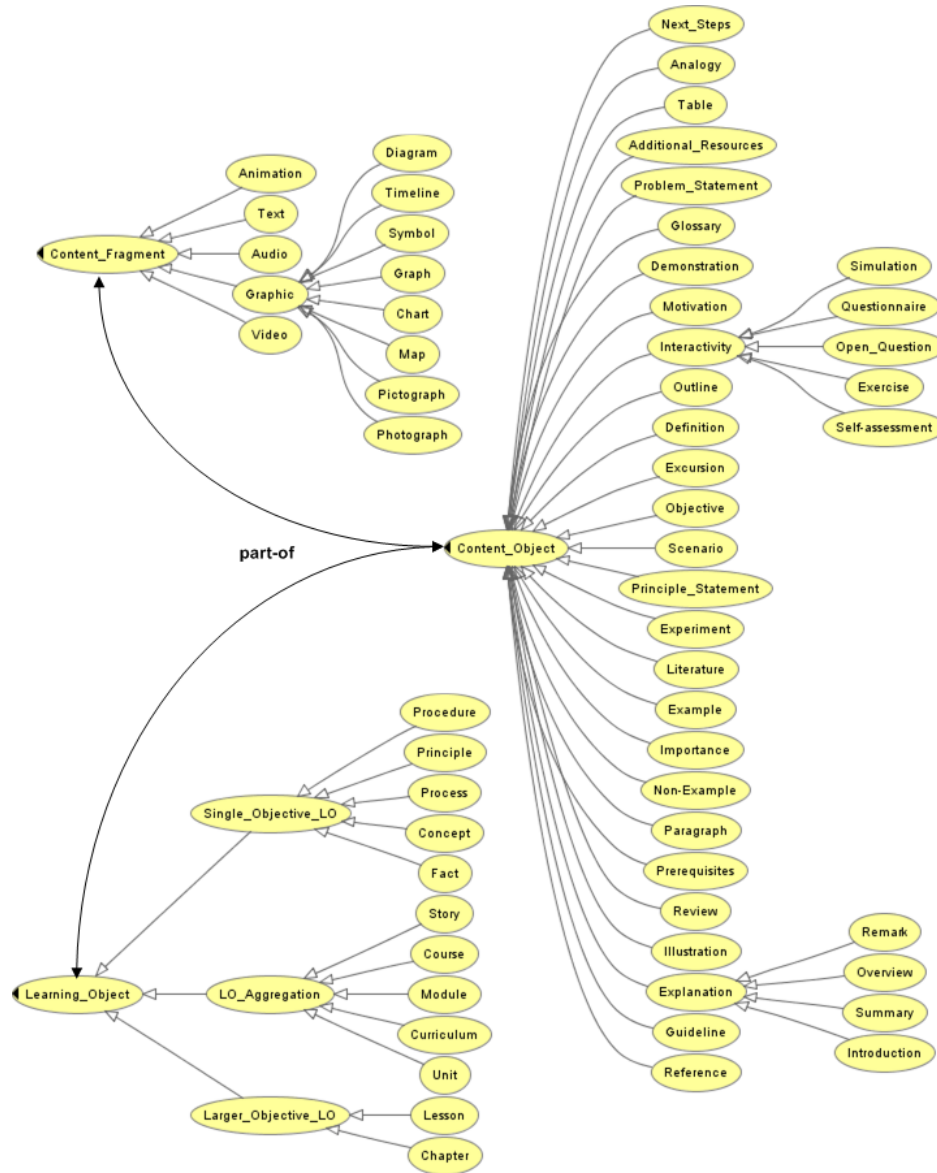 Next_Steps
Analogy
Table
Additional_Resources
Problem_Statement
Glossary
Demonstration
Motivation
Interactivity
Outline
Definition
Excursion
Objective
Scenario
Principle_Statement
Experiment
Literature
Example
Importance
Non-Example
Paragraph
Prerequisites
Review
Illustration
Explanation
Guideline
Reference
Simulation
Questionnaire
Open_Question
Exercise
Self-assessment
Remark
Overview
Summary
Introduction
Content_Object
part-of
Content_Fragment
Animation
Text
Audio
Graphic
Video
Diagram
Timeline
Symbol
Graph
Chart
Map
Pictograph
Photograph
Learning_Object
Single_Objective_LO
Procedure
Principle
Process
Concept
Fact
LO_Aggregation
Story
Course
Module
Curriculum
Unit
Larger_Objective_LO
Lesson
Chapter